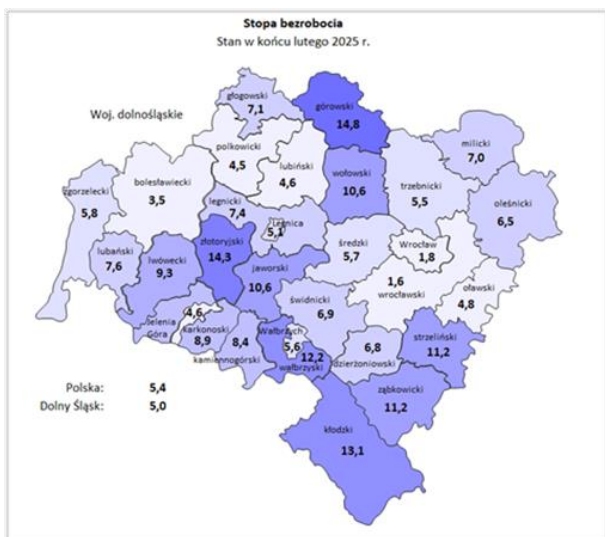 Stopa bezrobocia
Stan w końcu lutego 2025 r.
Woj. dolnośląskie
głogowski
7,1
górowski
14,8
milicki
7,0
polkowicki
4,5
lubiński
4,6
wołowski
10,6
trzebnicki
5,5
oleśnicki
6,5
zgorzelecki
5,8
bolesławiecki
3,5
legnicki
7,4
Legnica
5,1
lubański
7,6
lwówecki
9,3
złotoryjski
14,3
jaworski
10,6
średzki
5,7
Wrocław
1,8
1,6
wrocławski
oławski
4,8
Jelenia
Góra
4,6
karkonoski
8,9
8,4
kamiennogórski
Wałbrzych
5,6
12,2
wałbrzyski
świdnicki
6,9
6,8
dzierżoniowski
strzeliński
11,2
ząbkowicki
11,2
kłodzki
13,1
Polska: 5,4
Dolny Śląsk: 5,0